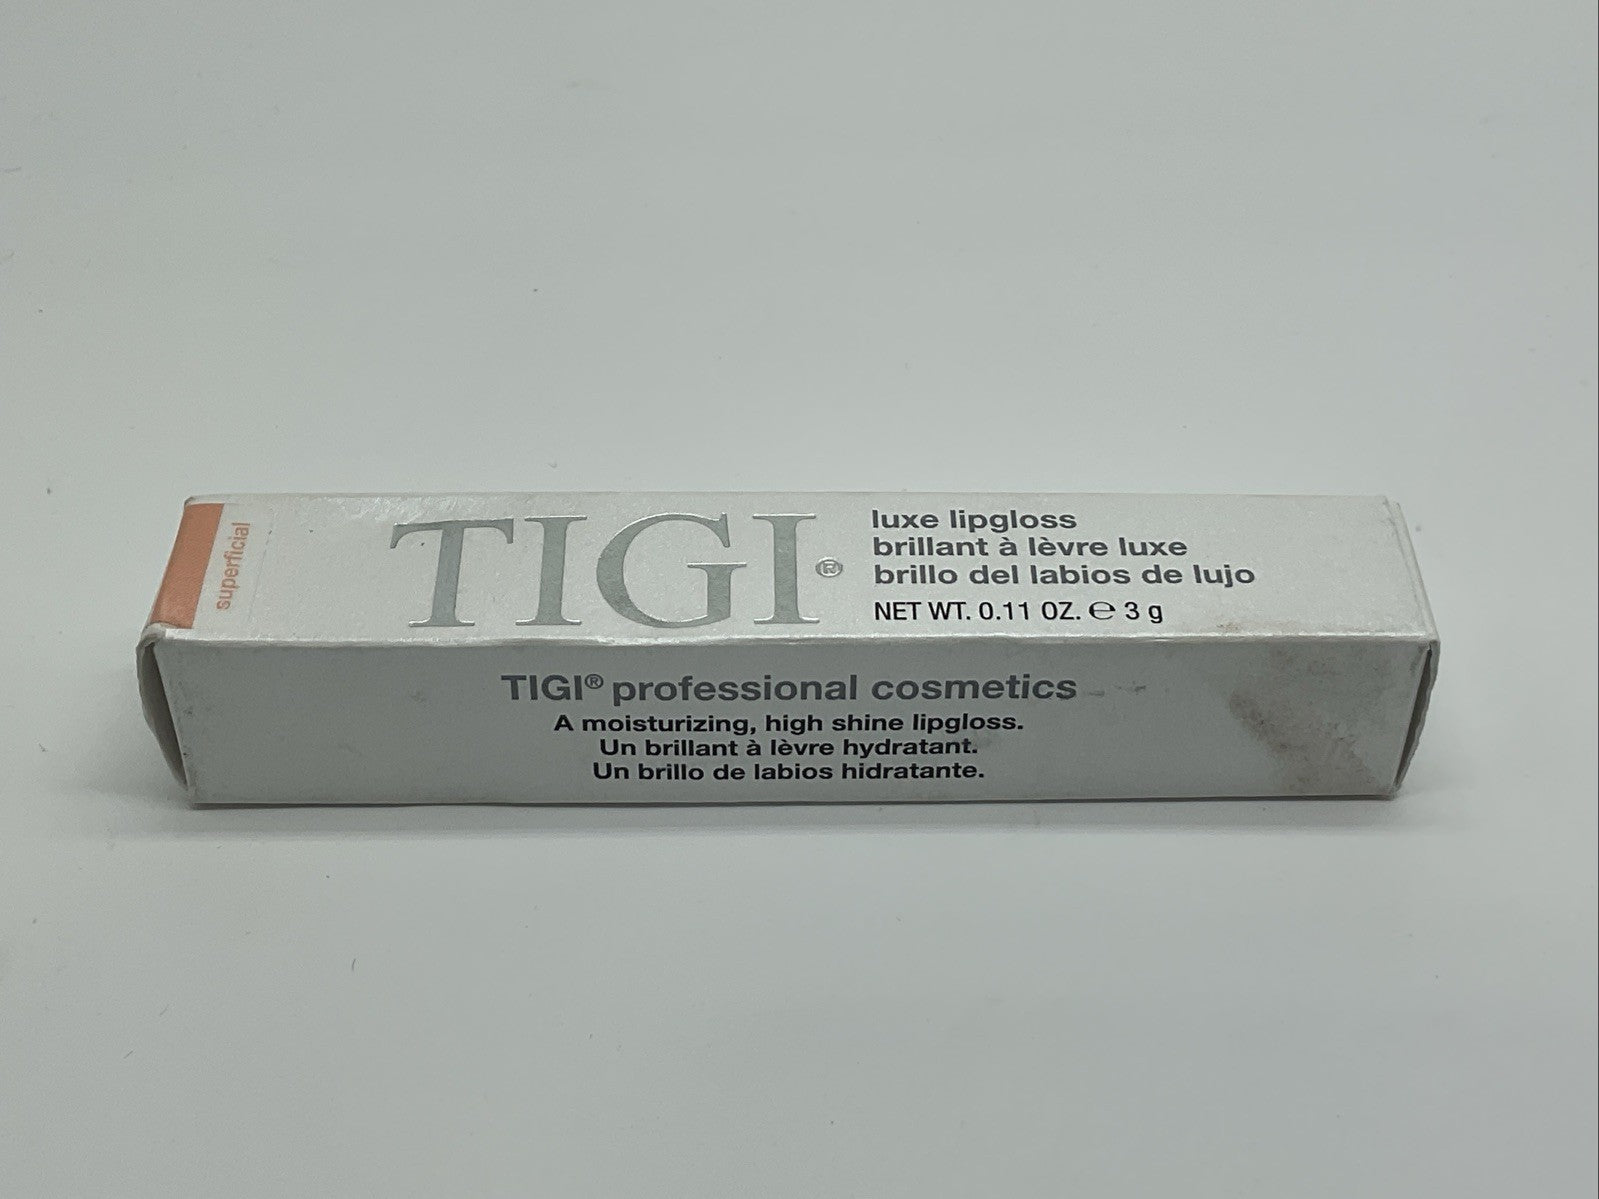 superficial
TIGI®
luxe lipgloss
brillant à lèvre luxe
brillo del labios de lujo
NET WT. 0.11 OZ. ℮ 3 g
TIGI® professional cosmetics
A moisturizing, high shine lipgloss.
Un brillant à lèvre hydratant.
Un brillo de labios hidratante.